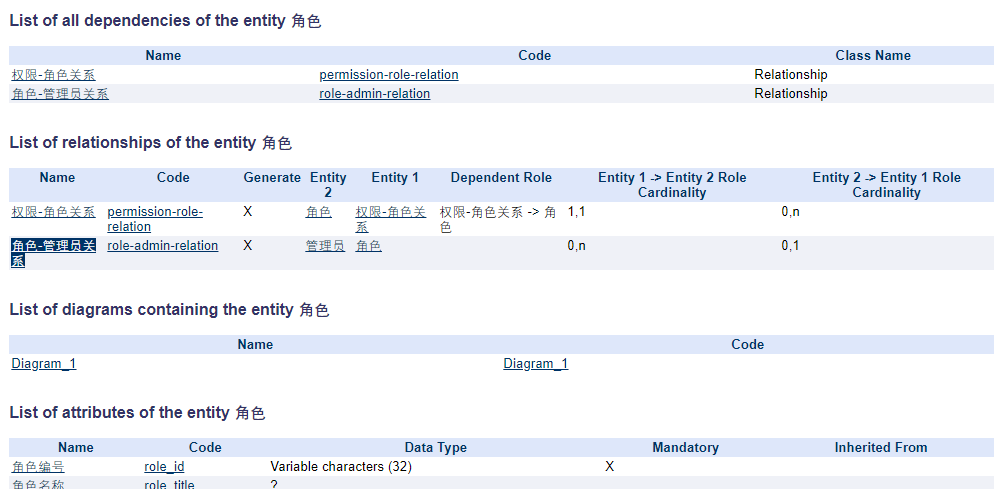 List of all dependencies of the entity 角色
Name Code Class Name
权限-角色关系 permission-role-relation Relationship
角色-管理员关系 role-admin-relation Relationship
List of relationships of the entity 角色
Name Code Generate Entity 2 Entity 1 Dependent Role Entity 1 -> Entity 2 Role Cardinality Entity 2 -> Entity 1 Role Cardinality
权限-角色关系 permission-role-relation X 角色 权限-角色关系 权限-角色关系 -> 角色 1,1 0,n
角色-管理员关系 role-admin-relation X 管理员 角色 0,n 0,1
List of diagrams containing the entity 角色
Name Code
Diagram_1 Diagram_1
List of attributes of the entity 角色
Name Code Data Type Mandatory Inherited From
角色编号 role_id Variable characters (32) X
角色名称 role_title ?